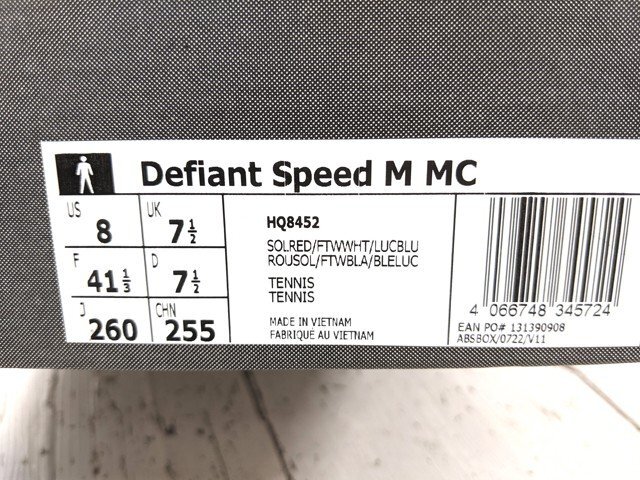 Defiant Speed M MC
US
8
UK
7½
F
41⅓
D
7½
J
260
CHN
255
HQ8452
SOLRED/FTWWHT/LUCBLU
ROUSOL/FTWBLA/BLELUC
TENNIS
TENNIS
MADE IN VIETNAM
FABRIQUÉ AU VIETNAM
4 066748 345724
EAN PO# 131390908
ABSBOX/0722/V11